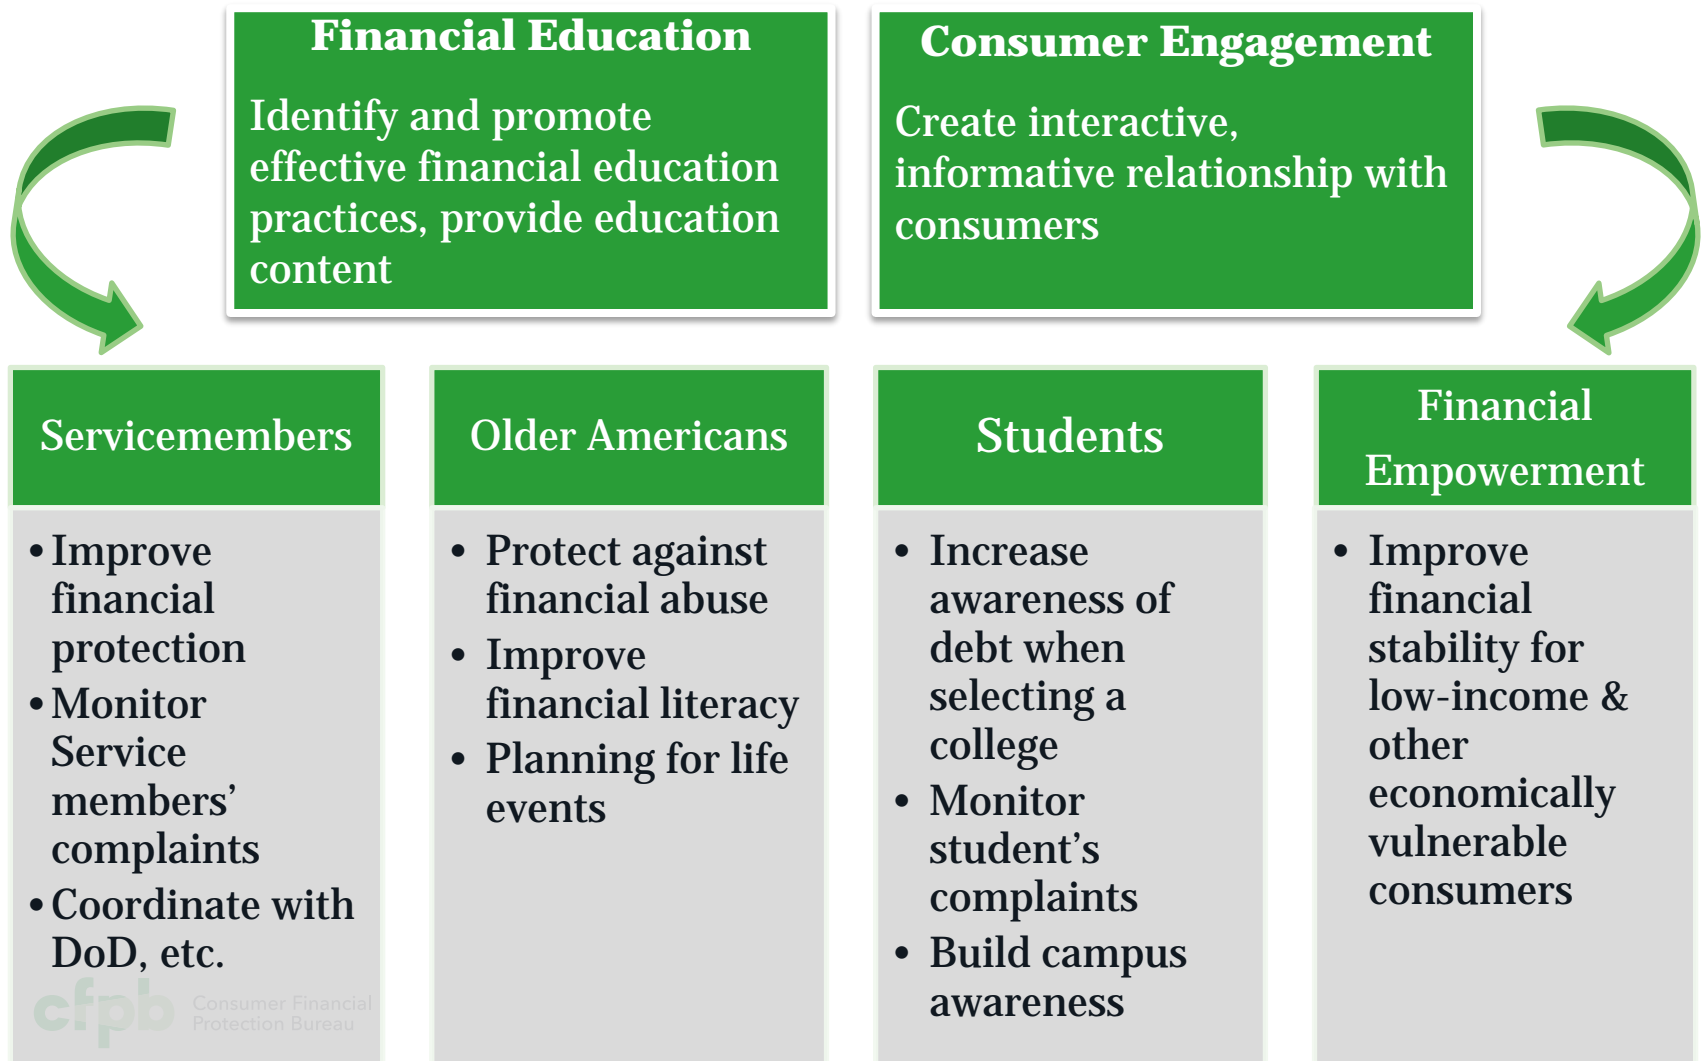 Financial Education
Identify and promote
effective financial education
practices, provide education
content
Consumer Engagement
Create interactive,
informative relationship with
consumers
Servicemembers
• Improve
financial
protection
• Monitor
Service
members’
complaints
• Coordinate with
DoD, etc.
Older Americans
• Protect against
financial abuse
• Improve
financial literacy
• Planning for life
events
Students
• Increase
awareness of
debt when
selecting a
college
• Monitor
student’s
complaints
• Build campus
awareness
Financial
Empowerment
• Improve
financial
stability for
low-income &
other
economically
vulnerable
consumers
cfpb
Consumer Financial
Protection Bureau